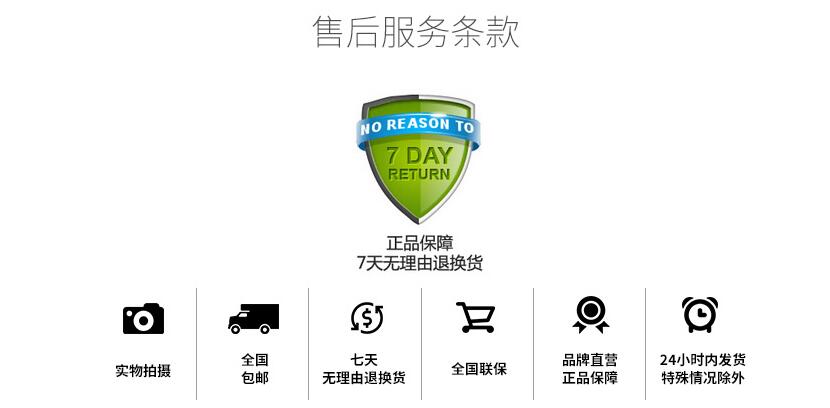 售后服务条款
NO REASON TO
7 DAY
RETURN
正品保障
7天无理由退换货
实物拍摄
全国
包邮
七天
无理由退换货
全国联保
品牌直营
正品保障
24小时内发货
特殊情况除外